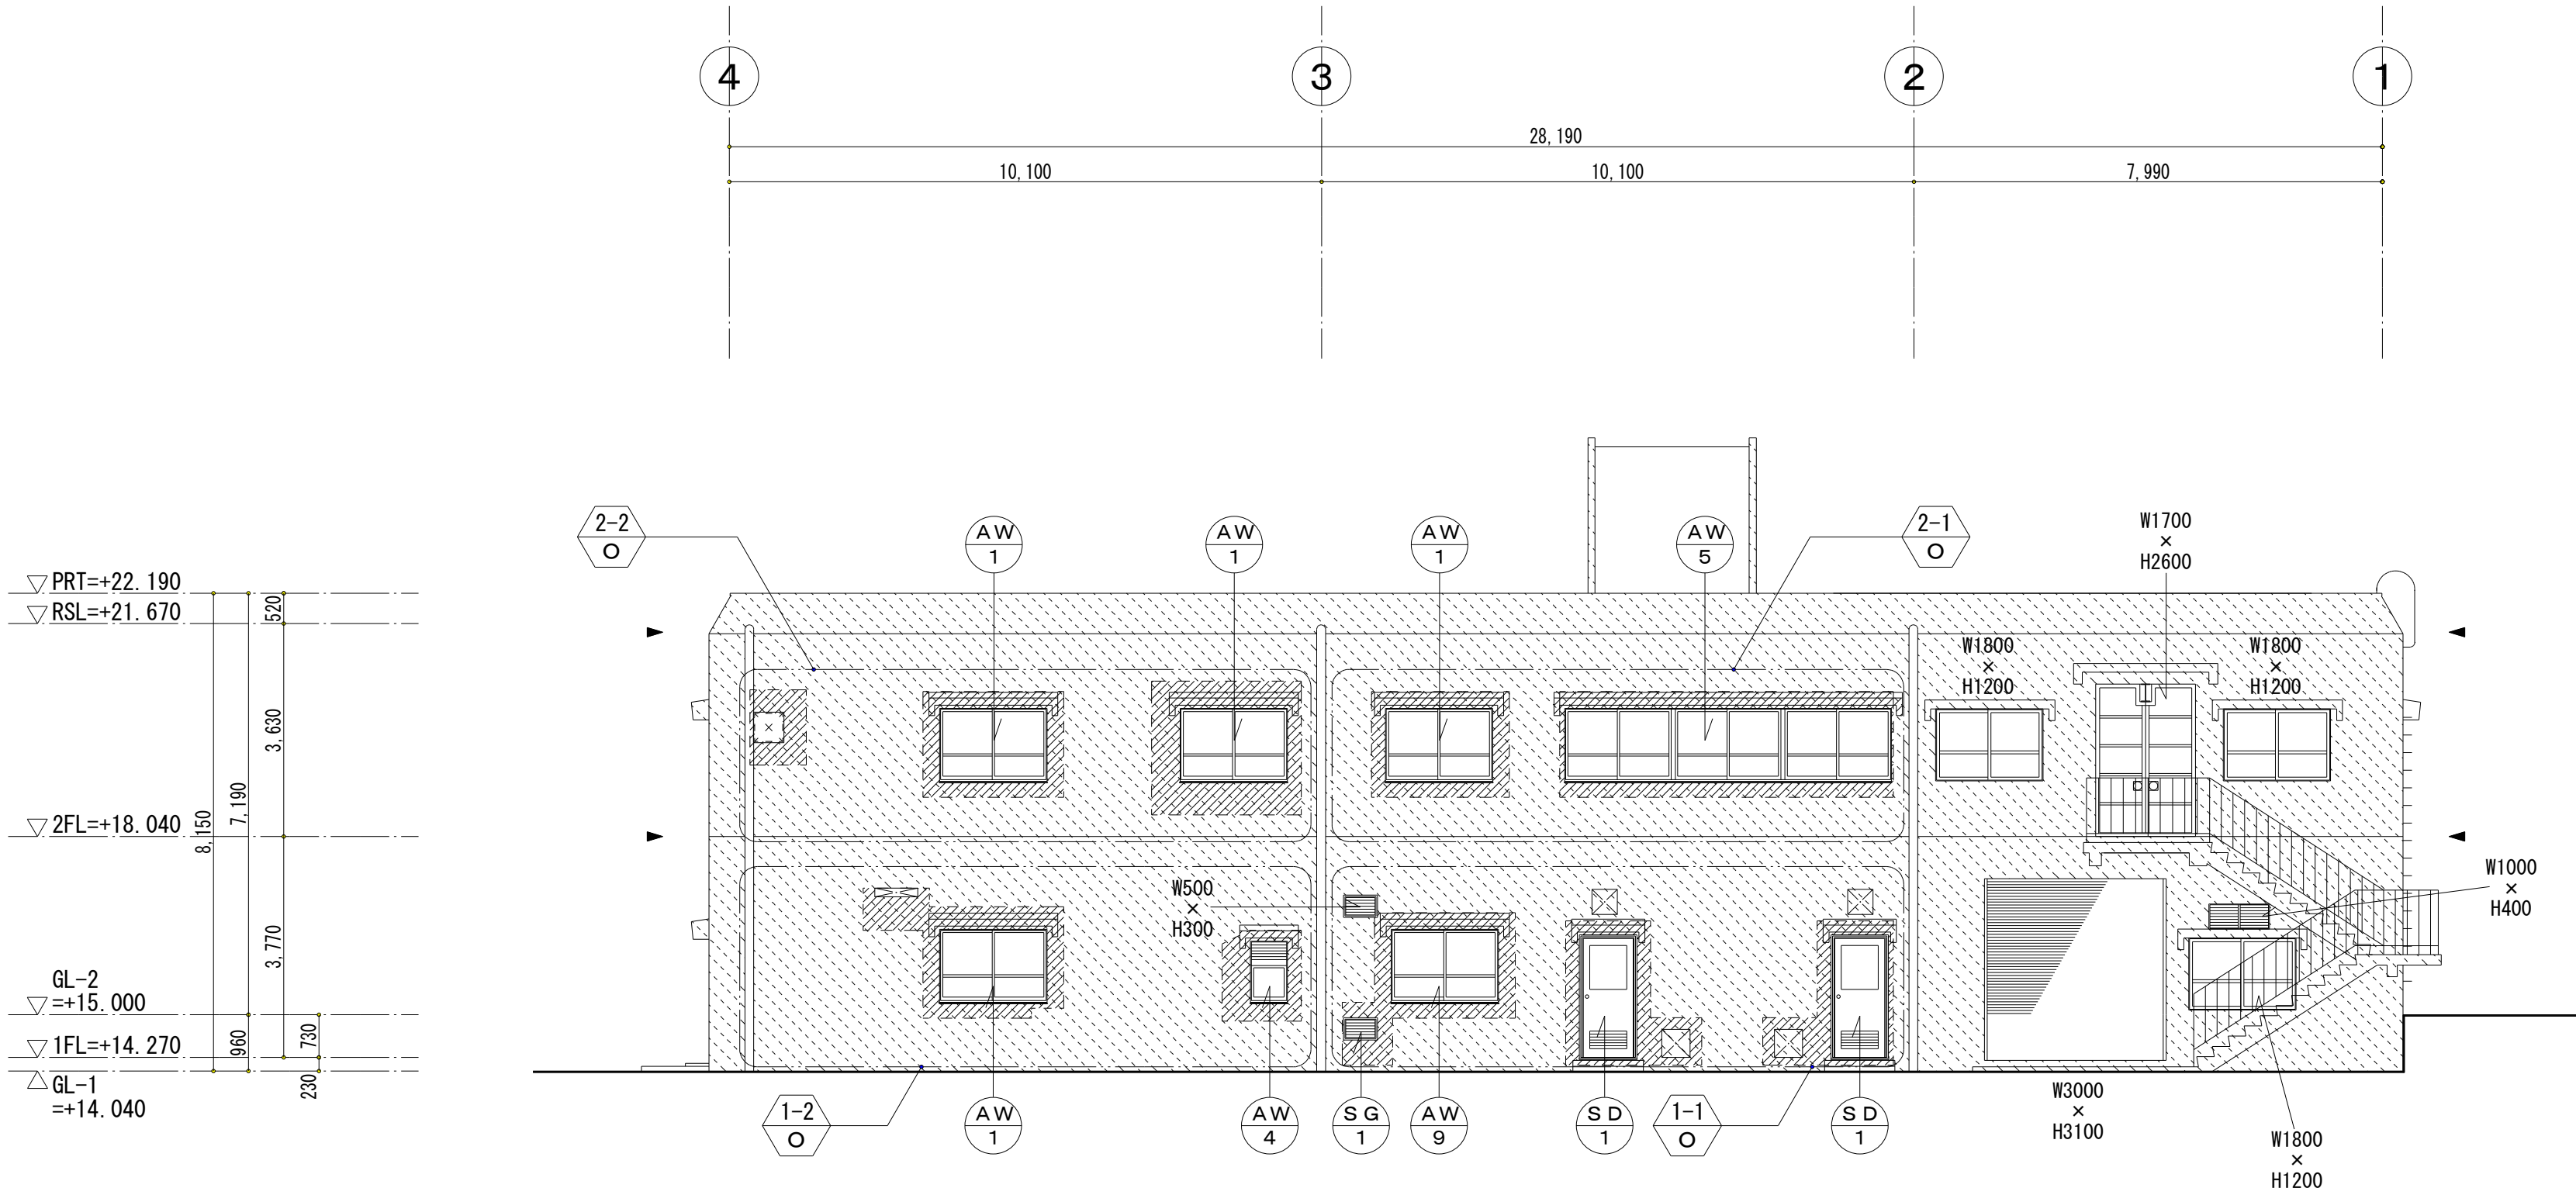 4
3
2
1
28,190
10,100
10,100
7,990
2-2
O
AW
1
AW
1
AW
1
AW
5
2-1
O
W1700
×
H2600
PRT=+22.190
RSL=+21.670
520
3,630
7,190
8,150
2FL=+18.040
3,770
GL-2
=+15.000
730
960
1FL=+14.270
230
GL-1
=+14.040
W1800
×
H1200
W1800
×
H1200
W500
×
H300
W1000
×
H400
1-2
O
AW
1
AW
4
SG
1
AW
9
SD
1
1-1
O
SD
1
W3000
×
H3100
W1800
×
H1200